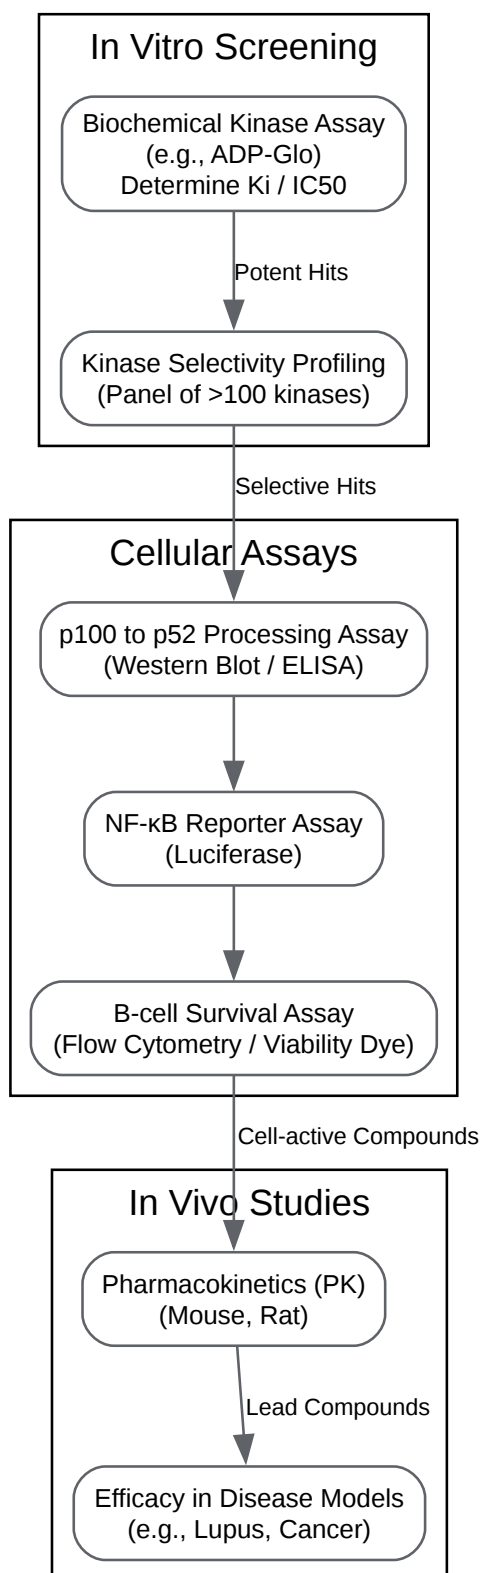 In Vitro Screening
Biochemical Kinase Assay
(e.g., ADP-Glo)
Determine Ki / IC50
Potent Hits
Kinase Selectivity Profiling
(Panel of >100 kinases)
Selective Hits
Cellular Assays
p100 to p52 Processing Assay
(Western Blot / ELISA)
NF-κB Reporter Assay
(Luciferase)
B-cell Survival Assay
(Flow Cytometry / Viability Dye)
Cell-active Compounds
In Vivo Studies
Pharmacokinetics (PK)
(Mouse, Rat)
Lead Compounds
Efficacy in Disease Models
(e.g., Lupus, Cancer)